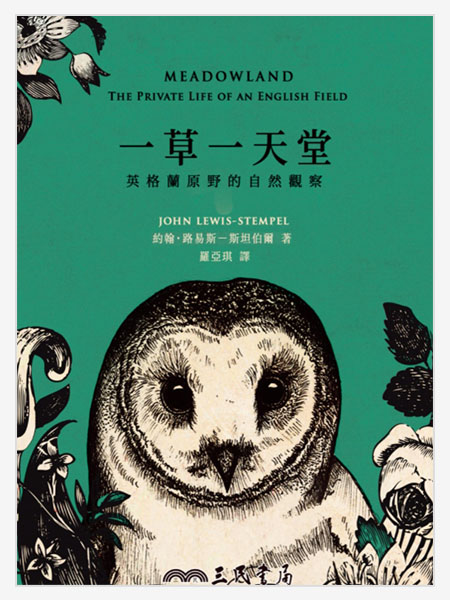 MEADOWLAND
THE PRIVATE LIFE OF AN ENGLISH FIELD
一草一天堂
英格蘭原野的自然觀察
JOHN LEWIS-STEMPEL
約翰·路易斯－斯坦伯爾 著
羅亞琪 譯
三民書局